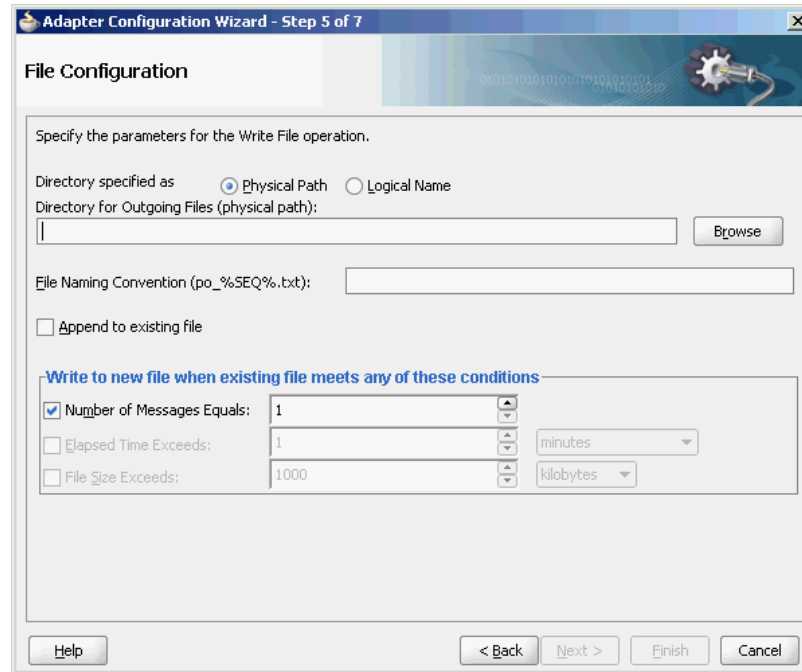 Adapter Configuration Wizard - Step 5 of 7
File Configuration
Specify the parameters for the Write File operation.
Directory specified as Physical Path Logical Name
Directory for Outgoing Files (physical path):
Browse
File Naming Convention (po_%SEQ%.txt):
Append to existing file
Write to new file when existing file meets any of these conditions
Number of Messages Equals: 1
Elapsed Time Exceeds: 1 minutes
File Size Exceeds: 1000 kilobytes
Help < Back Next > Finish Cancel